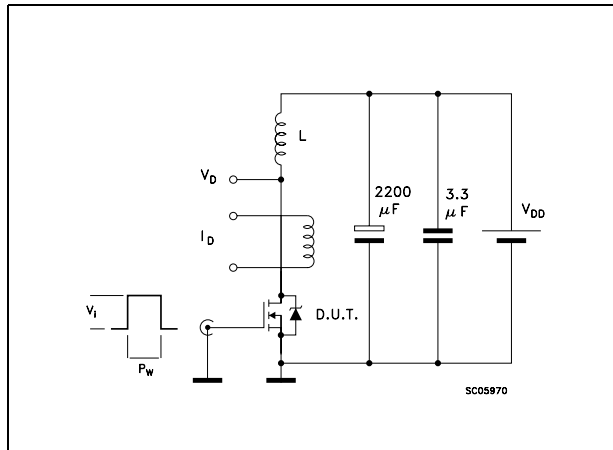 L
V_D
2200
μF
3.3
μF
V_DD
I_D
V_i
D.U.T.
P_W
SC05970